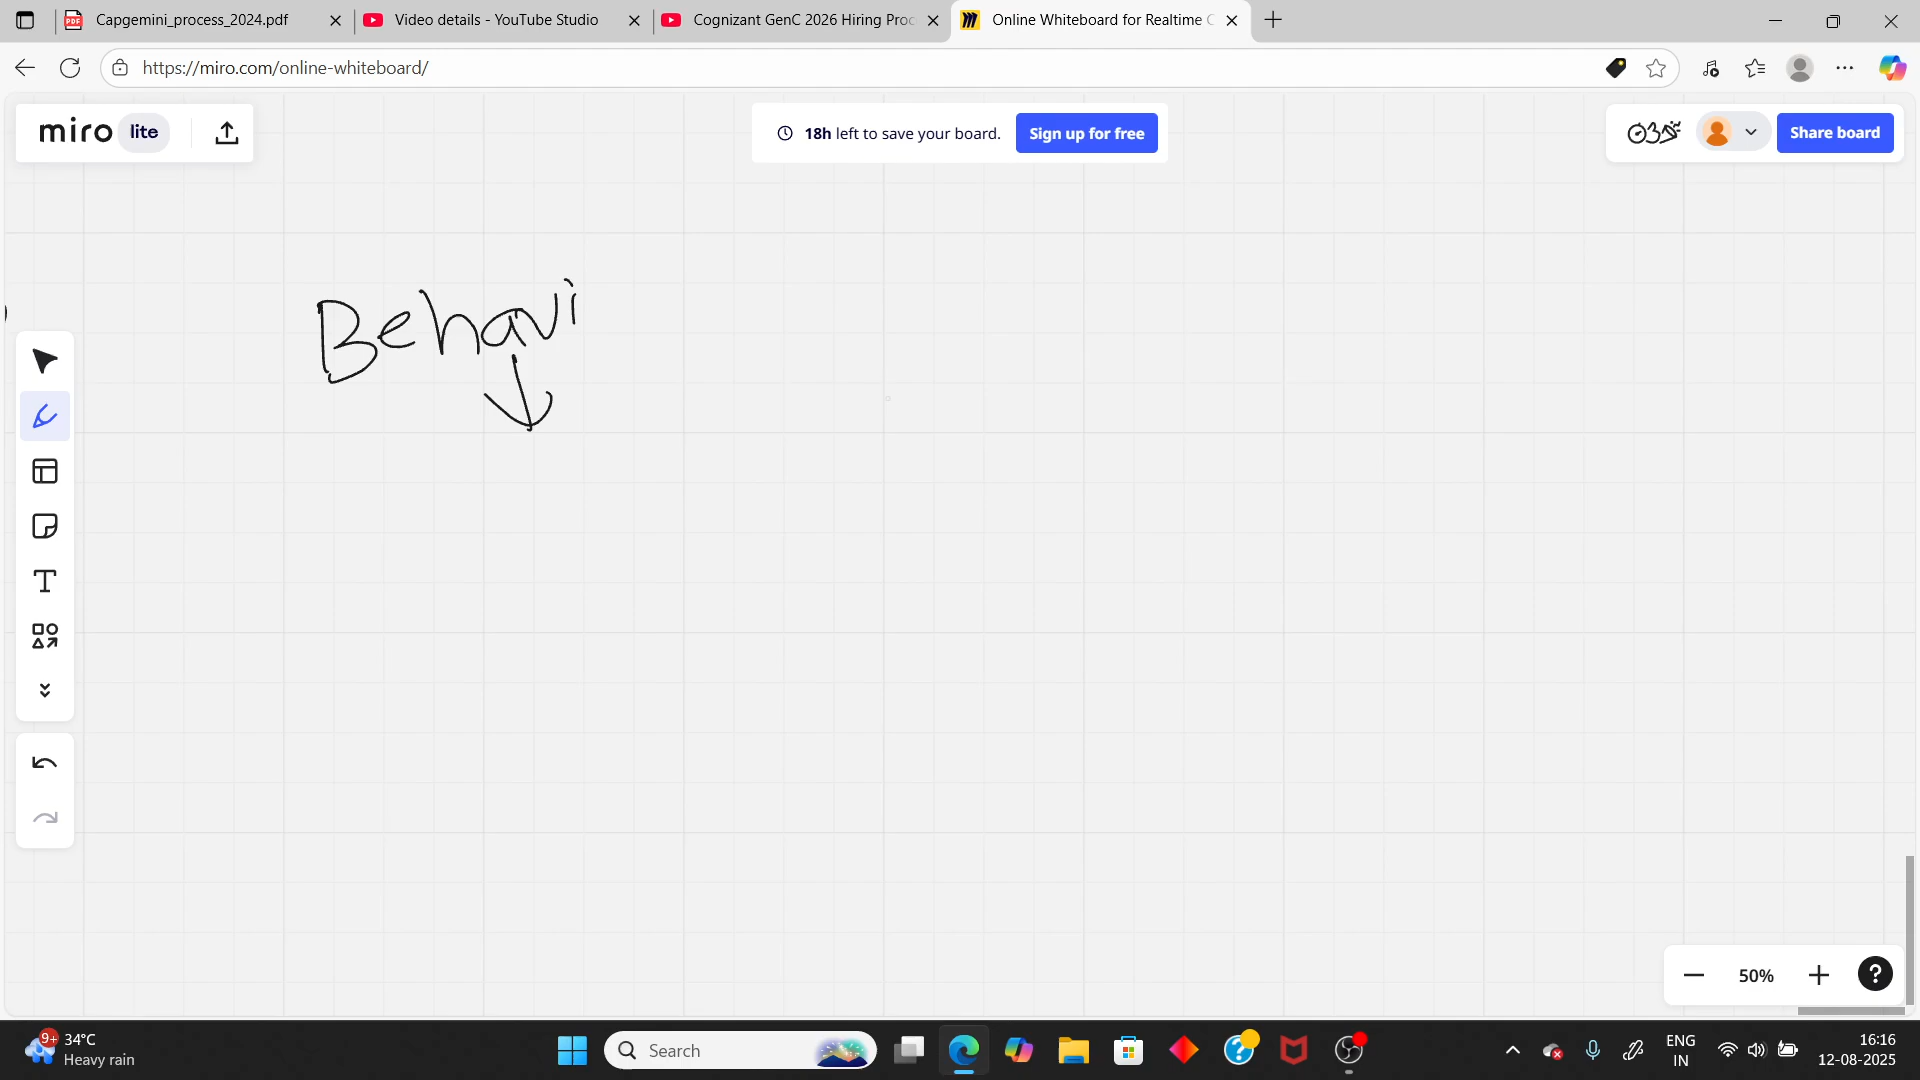 Capgemini_process_2024.pdf
Video details - YouTube Studio
Cognizant GenC 2026 Hiring Proc
Online Whiteboard for Realtime C
https://miro.com/online-whiteboard/
miro lite
18h left to save your board.
Sign up for free
Share board
Behavi
T
50%
?
9+
34°C
Heavy rain
Search
ENG
IN
16:16
12-08-2025